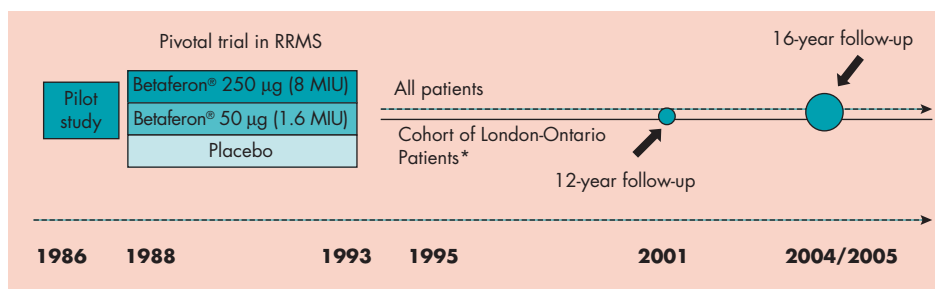 Pivotal trial in RRMS
16-year follow-up
Pilot
study
Betaferon® 250 µg (8 MIU)
Betaferon® 50 µg (1.6 MIU)
Placebo
All patients
Cohort of London-Ontario
Patients*
12-year follow-up
1986 1988 1993 1995 2001 2004/2005